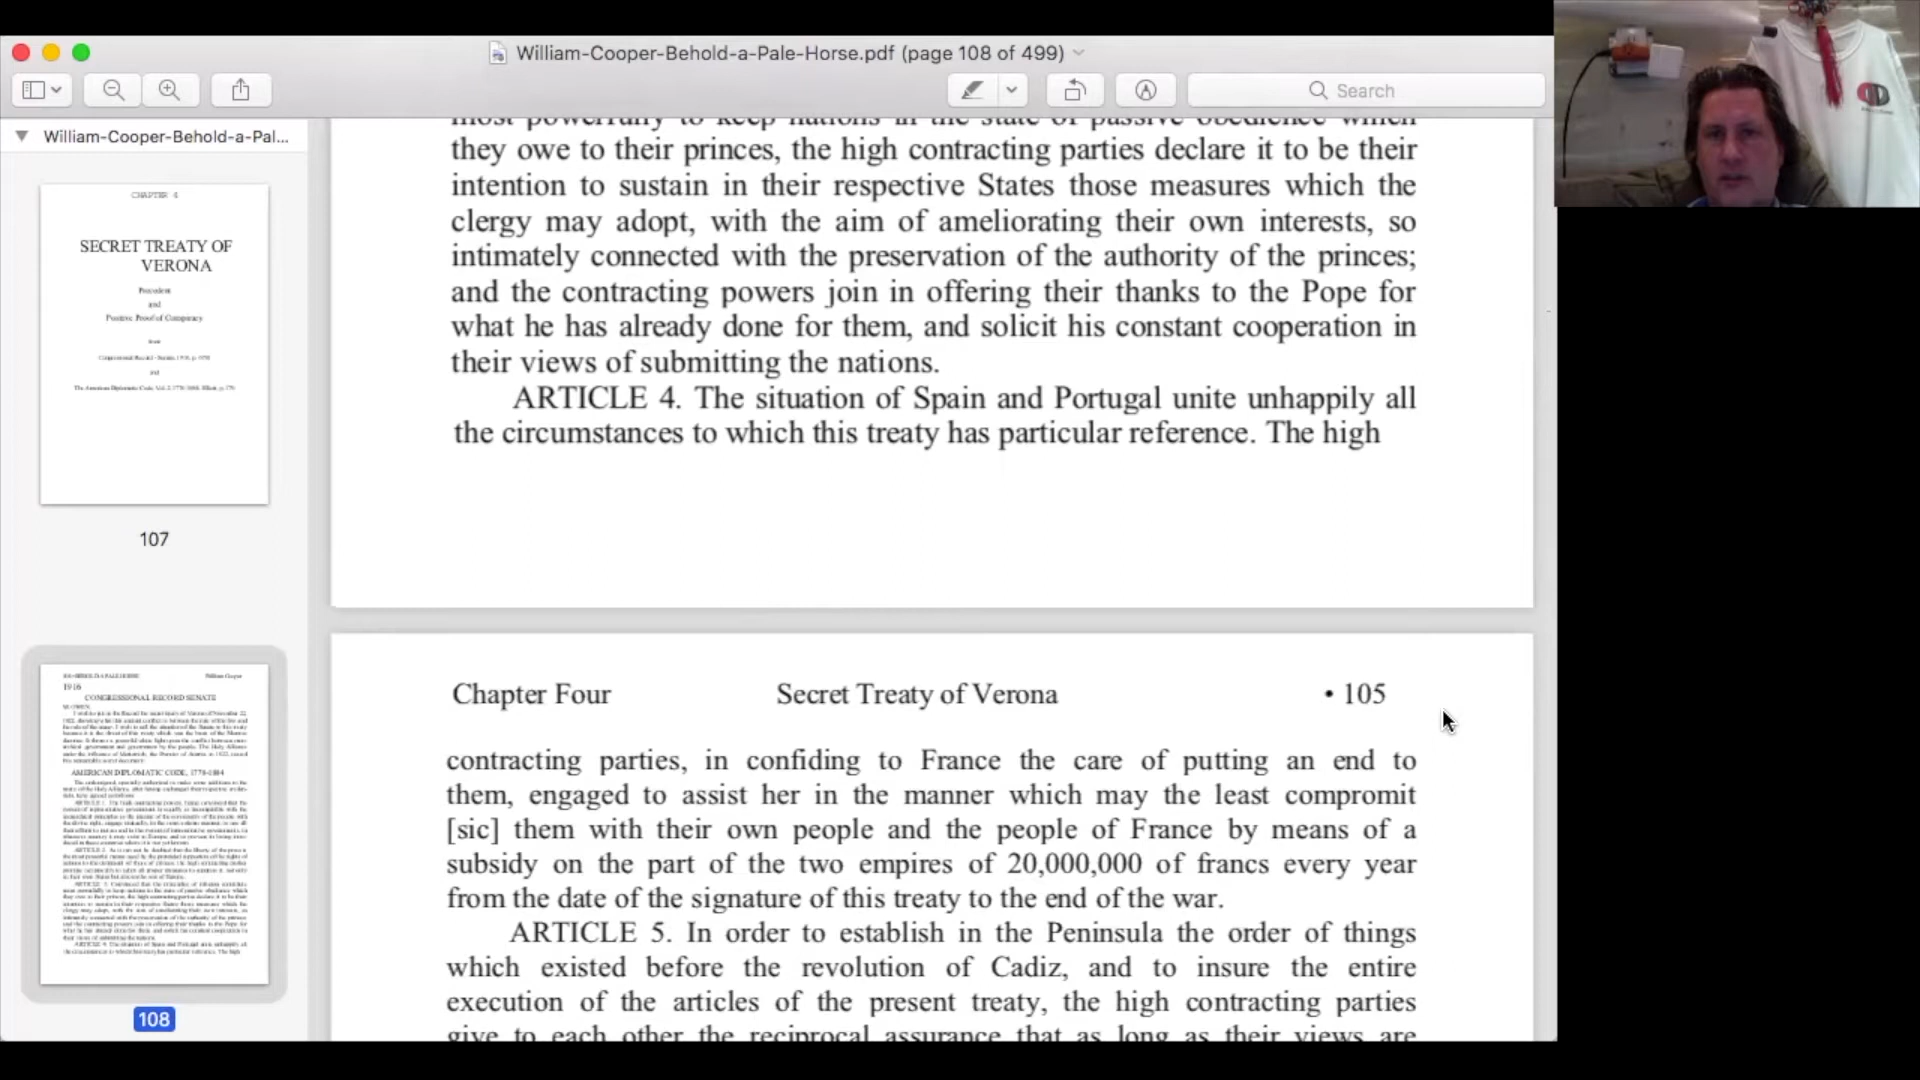 William-Cooper-Behold-a-Pale-Horse.pdf (page 108 of 499)
Search
William-Cooper-Behold-a-Pal...
CHAPTER 4
SECRET TREATY OF
VERONA
Precedent
and
Positive Proof of Conspiracy
from
and
107
1916
CONGRESSIONAL RECORD SENATE
AMERICAN DIPLOMATIC CODE, 1778-1884
108
most powerfully to keep nations in the state of passive obedience which
they owe to their princes, the high contracting parties declare it to be their
intention to sustain in their respective States those measures which the
clergy may adopt, with the aim of ameliorating their own interests, so
intimately connected with the preservation of the authority of the princes;
and the contracting powers join in offering their thanks to the Pope for
what he has already done for them, and solicit his constant cooperation in
their views of submitting the nations.
ARTICLE 4. The situation of Spain and Portugal unite unhappily all
the circumstances to which this treaty has particular reference. The high
Chapter Four Secret Treaty of Verona • 105
contracting parties, in confiding to France the care of putting an end to
them, engaged to assist her in the manner which may the least compromit
[sic] them with their own people and the people of France by means of a
subsidy on the part of the two empires of 20,000,000 of francs every year
from the date of the signature of this treaty to the end of the war.
ARTICLE 5. In order to establish in the Peninsula the order of things
which existed before the revolution of Cadiz, and to insure the entire
execution of the articles of the present treaty, the high contracting parties
give to each other the reciprocal assurance that as long as their views are